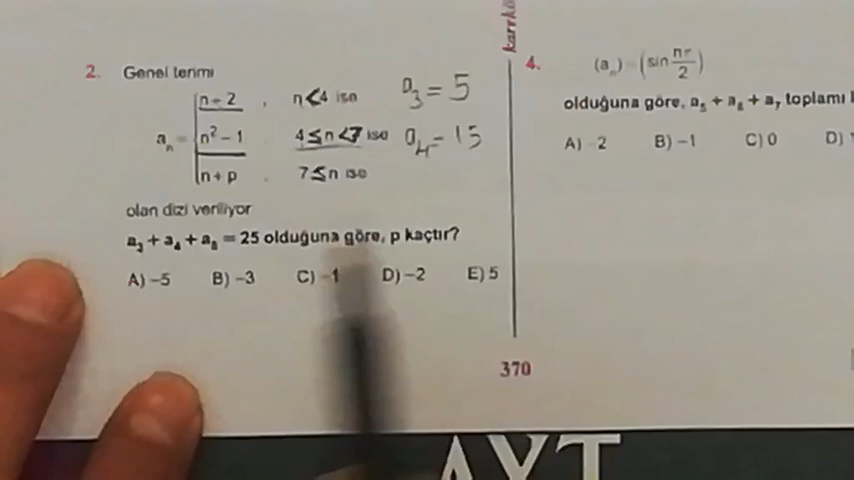 2. Genel terimi
n + 2 , n < 4 ise a₃ = 5
aₙ = n² – 1 4 ≤ n < 7 ise a₄ = 15
n + p . 7 ≤ n ise
olan dizi veriliyor
a₃ + a₄ + a₈ = 25 olduğuna göre, p kaçtır?
A) –5 B) –3 C) –1 D) –2 E) 5
4. (aₙ) = (sin nπ/2)
olduğuna göre, a₅ + a₆ + a₇ toplamı
A) –2 B) –1 C) 0 D)
370
AYT